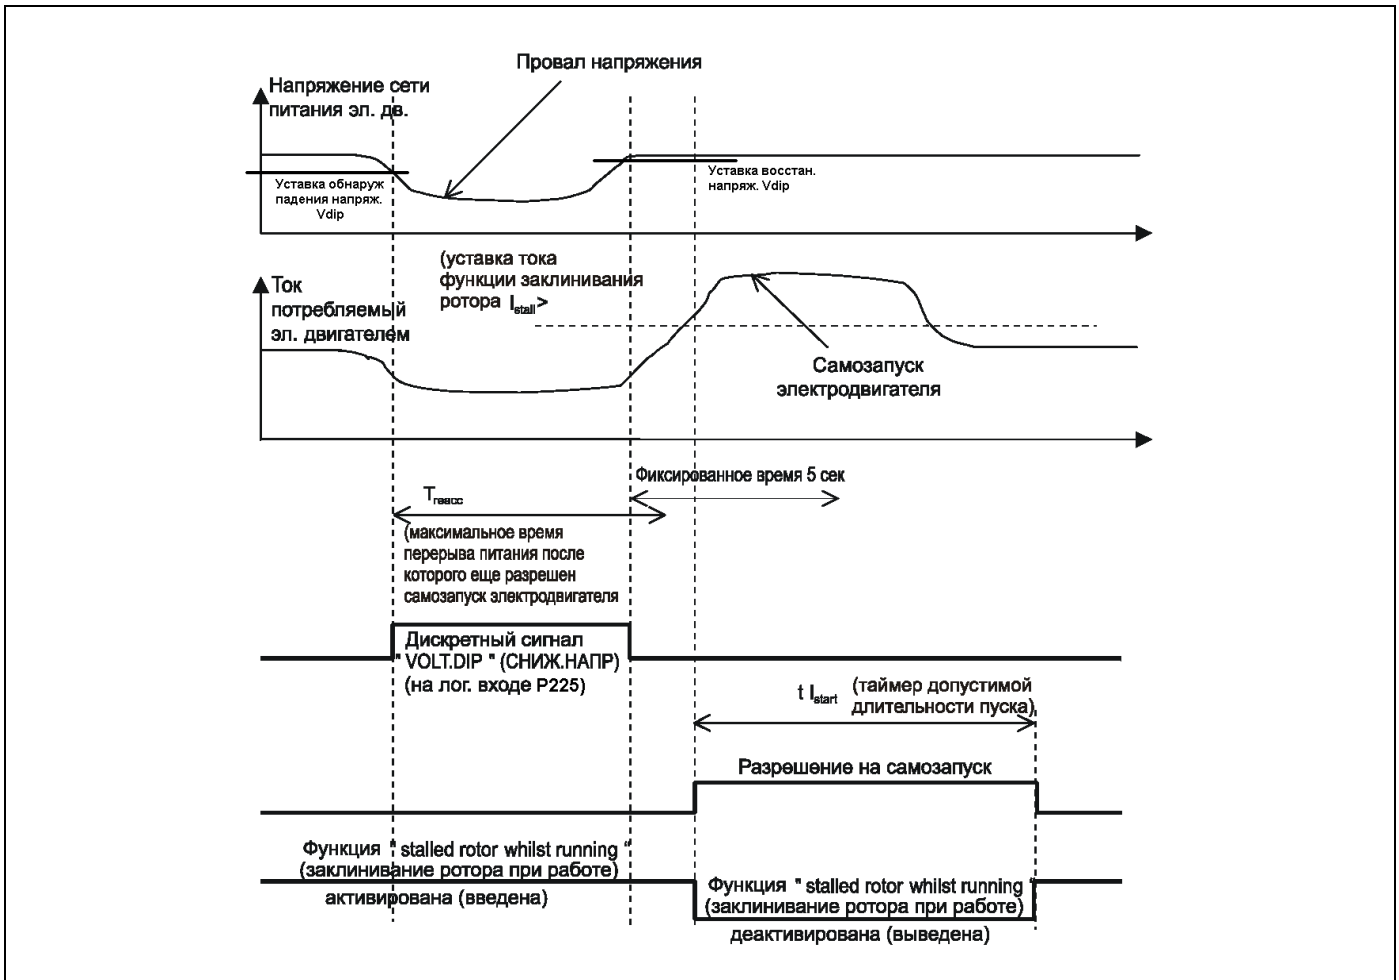 Провал напряжения
Напряжение сети
питания эл. дв.
Уставка обнаруж
падения напряж.
Vdip
Уставка восстан.
напряж. Vdip
(уставка тока
функции заклинивания
ротора Istall>
Ток
потребляемый
эл. двигателем
Самозапуск
электродвигателя
Фиксированное время 5 сек
Treacc
(максимальное время
перерыва питания после
которого еще разрешен
самозапуск электродвигателя
Дискретный сигнал
" VOLT.DIP " (СНИЖ.НАПР)
(на лог. входе P225)
t Istart (таймер допустимой
длительности пуска)
Разрешение на самозапуск
Функция " stalled rotor whilst running "
(заклинивание ротора при работе)
активирована (введена)
Функция " stalled rotor whilst running "
(заклинивание ротора при работе)
деактивирована (выведена)